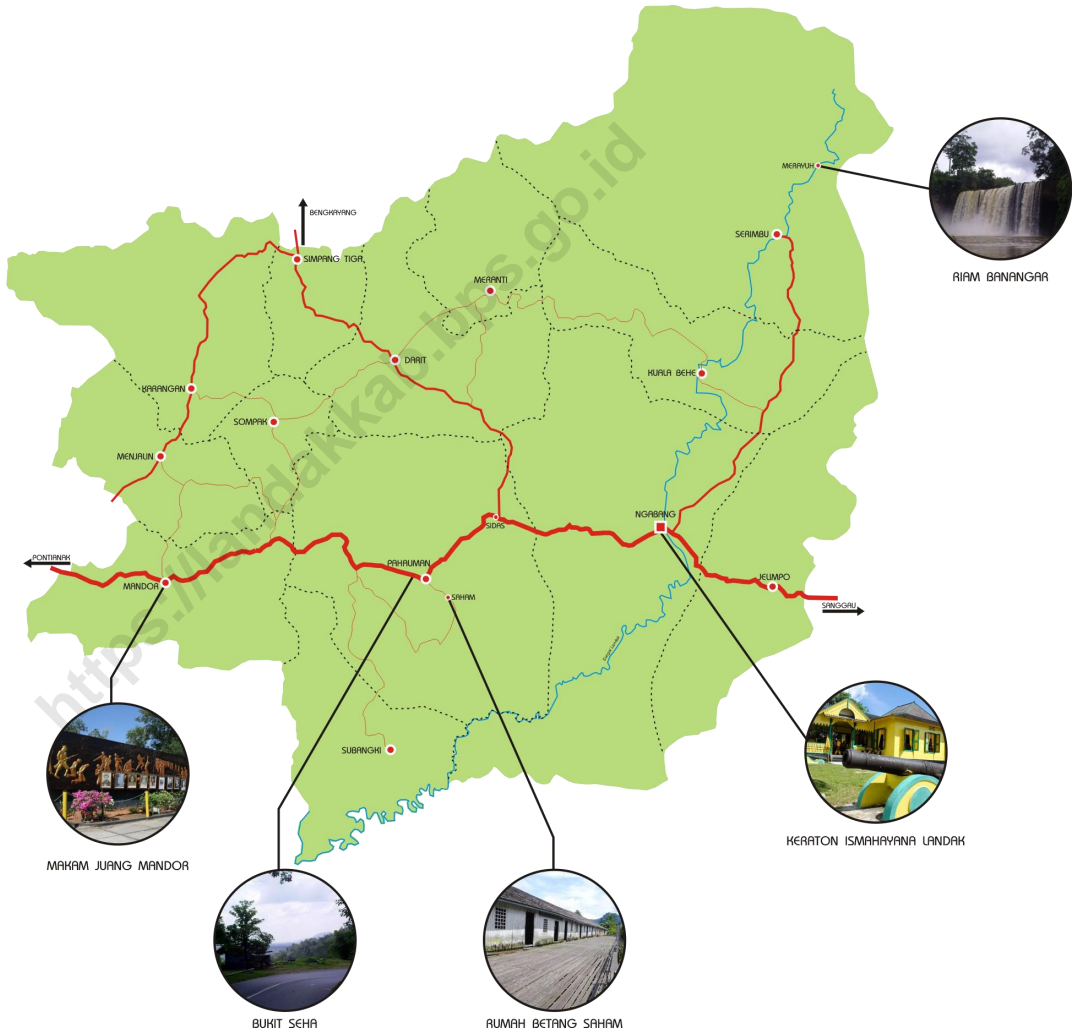 MERAYUH
BENGKAYANG
SERIMBU
SIMPANG TIGA
RIAM BANANGAR
MERANTI
DARIT
KUALA BEHE
KARANGAN
SOMPAK
MENJALIN
NGABANG
SIDAS
PONTIANAK
PAHAUMAN
MANDOR
JELIMPO
SAHAM
SANGGAU
Sungai Landak
SUBANGKI
KERATON ISMAHAYANA LANDAK
MAKAM JUANG MANDOR
BUKIT SEHA
RUMAH BETANG SAHAM
https://landakkab.bps.go.id